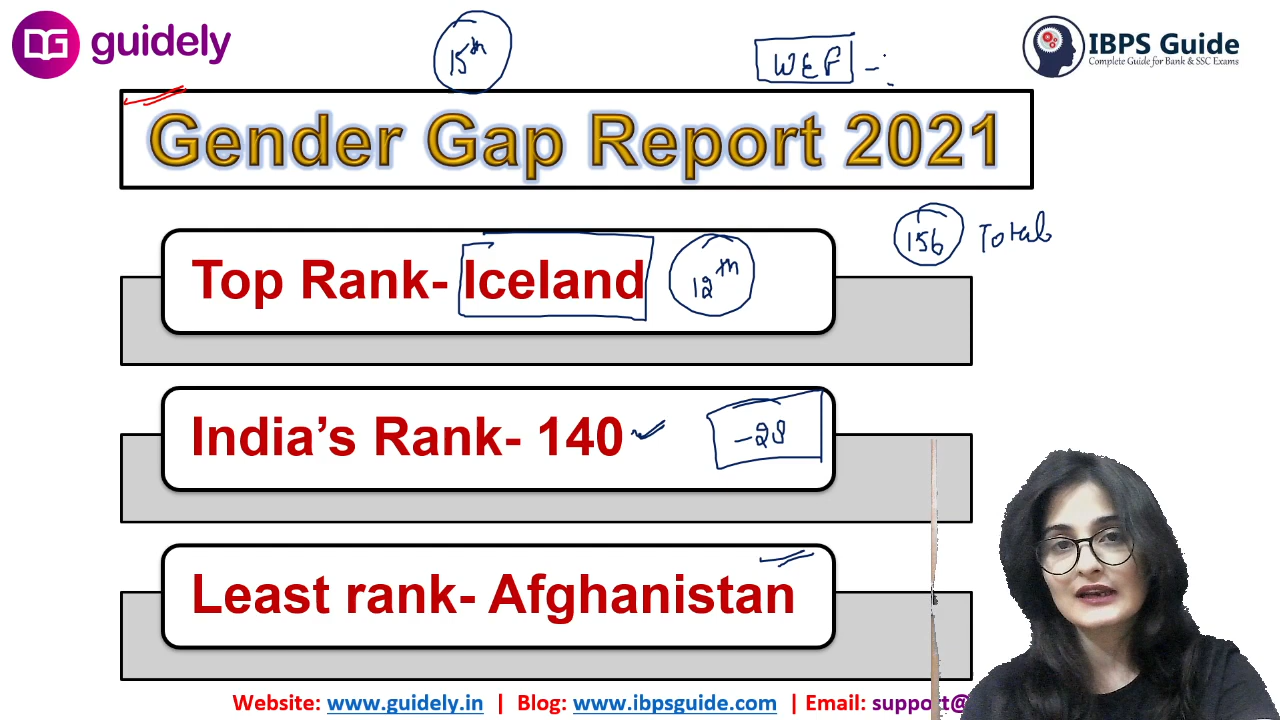 guidely
15th
WEF -:
IBPS Guide
Complete Guide for Bank & SSC Exams
Gender Gap Report 2021
156 Total
Top Rank- Iceland 12th
India's Rank- 140 -28
Least rank- Afghanistan
Website: www.guidely.in | Blog: www.ibpsguide.com | Email: support@